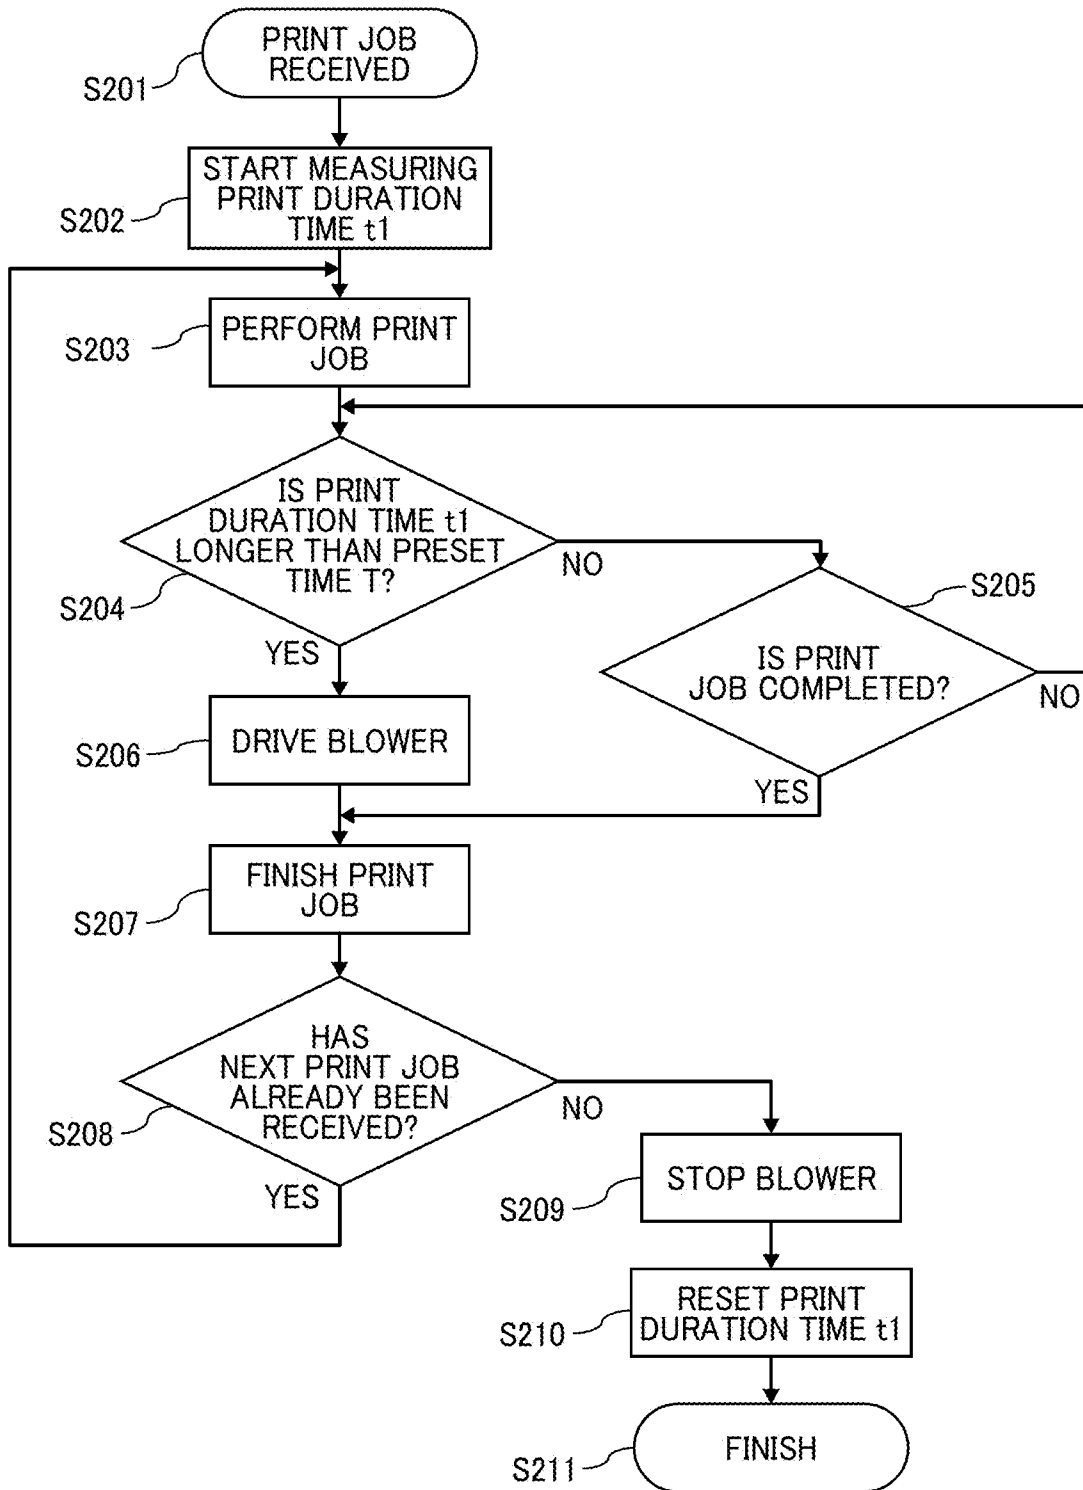 PRINT JOB
RECEIVED
S201
START MEASURING
PRINT DURATION
TIME t1
S202
PERFORM PRINT
JOB
S203
IS PRINT
DURATION TIME t1
LONGER THAN PRESET
TIME T?
S204
NO
YES
S205
IS PRINT
JOB COMPLETED?
NO
YES
DRIVE BLOWER
S206
FINISH PRINT
JOB
S207
HAS
NEXT PRINT JOB
ALREADY BEEN
RECEIVED?
S208
NO
YES
STOP BLOWER
S209
RESET PRINT
DURATION TIME t1
S210
FINISH
S211